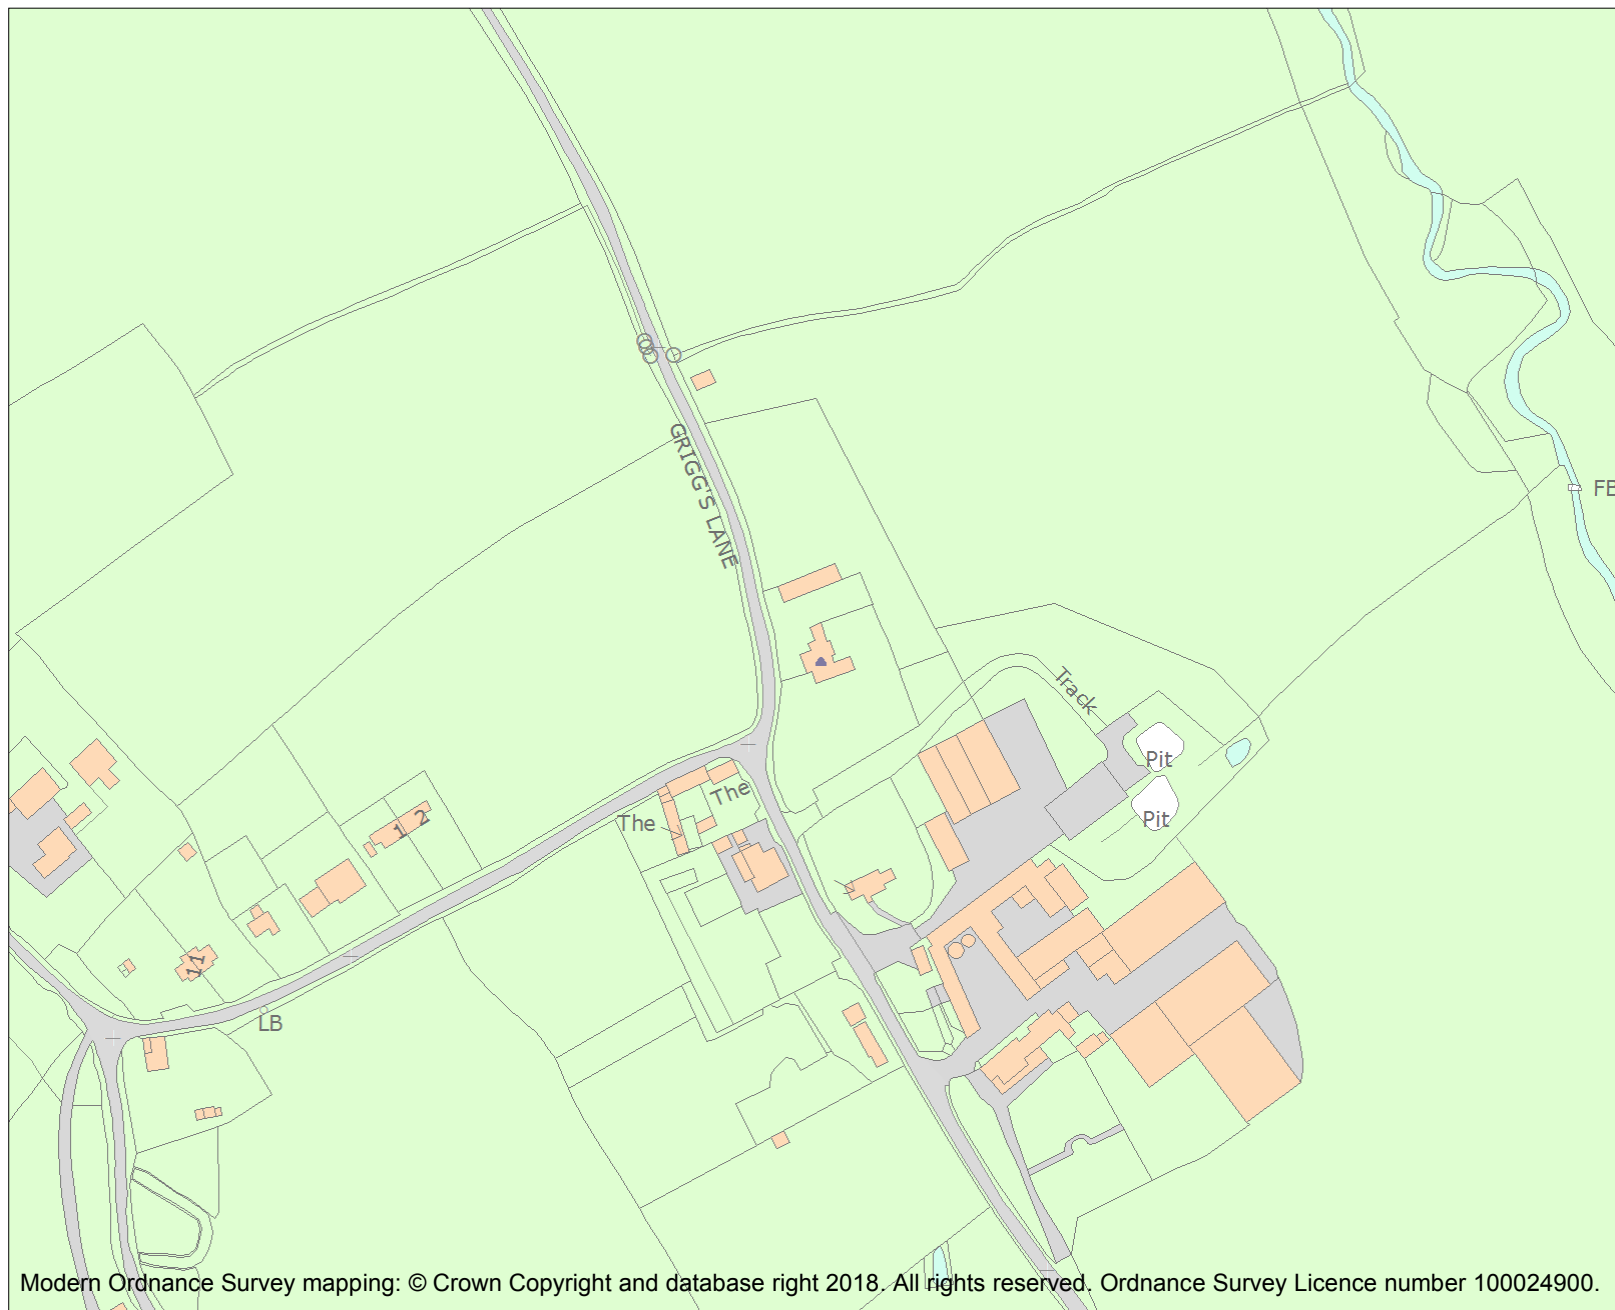 GRIGG'S LANE
FB
Track
Pit
Pit
The
The
1 2
11
LB
Modern Ordnance Survey mapping: © Crown Copyright and database right 2018. All rights reserved. Ordnance Survey Licence number 100024900.